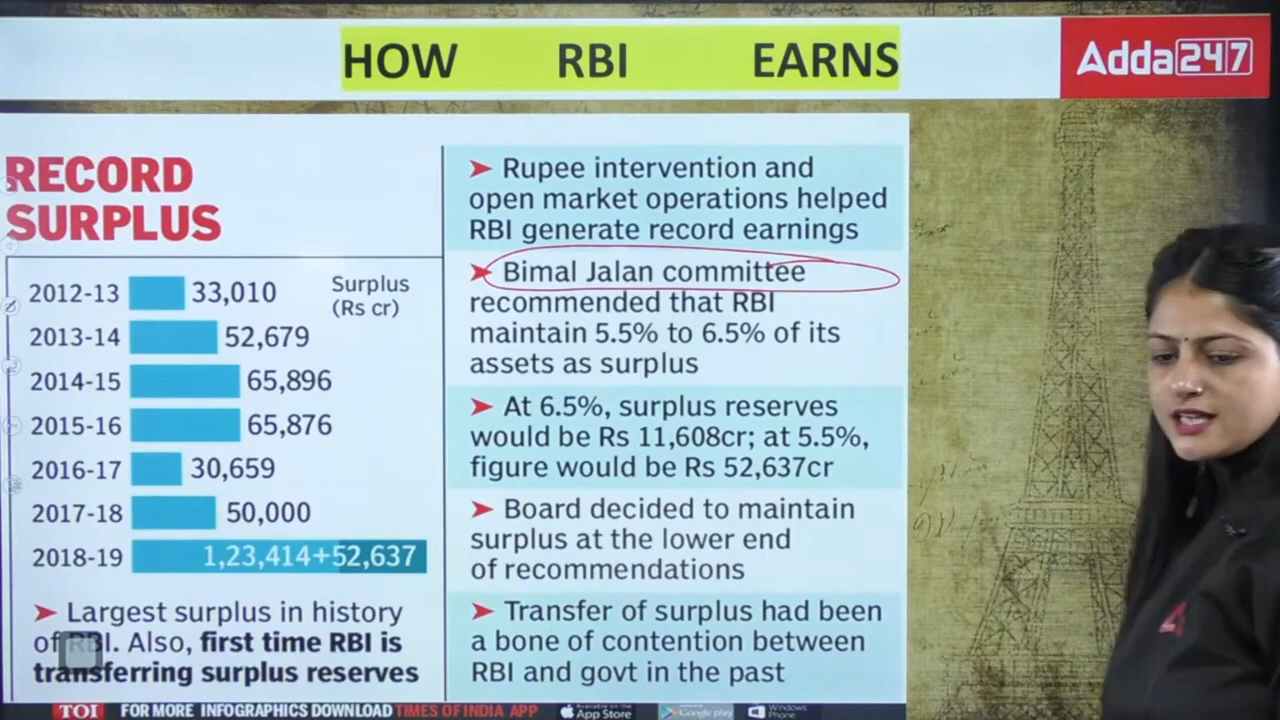 HOW RBI EARNS
Adda247
RECORD
SURPLUS
Surplus
(Rs cr)
2012-13 33,010
2013-14 52,679
2014-15 65,896
2015-16 65,876
2016-17 30,659
2017-18 50,000
2018-19 1,23,414+52,637
➤ Largest surplus in history
of RBI. Also, first time RBI is
transferring surplus reserves
➤ Rupee intervention and
open market operations helped
RBI generate record earnings
➤ Bimal Jalan committee
recommended that RBI
maintain 5.5% to 6.5% of its
assets as surplus
➤ At 6.5%, surplus reserves
would be Rs 11,608cr; at 5.5%,
figure would be Rs 52,637cr
➤ Board decided to maintain
surplus at the lower end
of recommendations
➤ Transfer of surplus had been
a bone of contention between
RBI and govt in the past
TOI FOR MORE INFOGRAPHICS DOWNLOAD TIMES OF INDIA APP
App Store
Google play
Windows
Phone